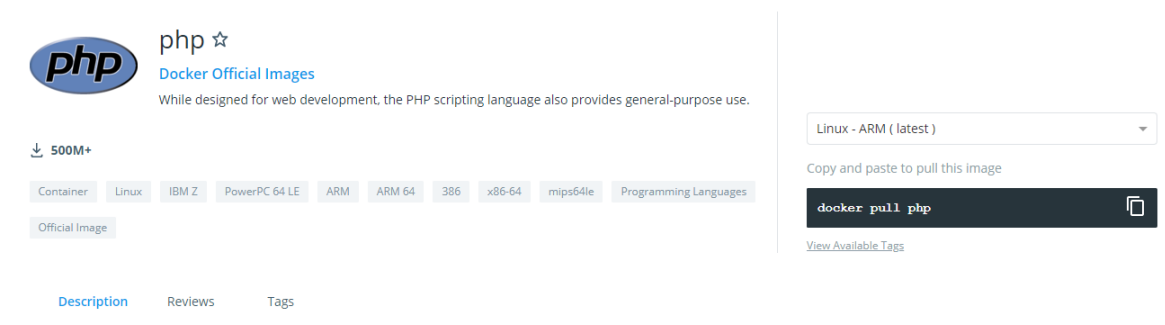 php
php
Docker Official Images
While designed for web development, the PHP scripting language also provides general-purpose use.
500M+
Container Linux IBM Z PowerPC 64 LE ARM ARM 64 386 x86-64 mips64le Programming Languages
Official Image
Linux - ARM ( latest )
Copy and paste to pull this image
docker pull php
View Available Tags
Description Reviews Tags